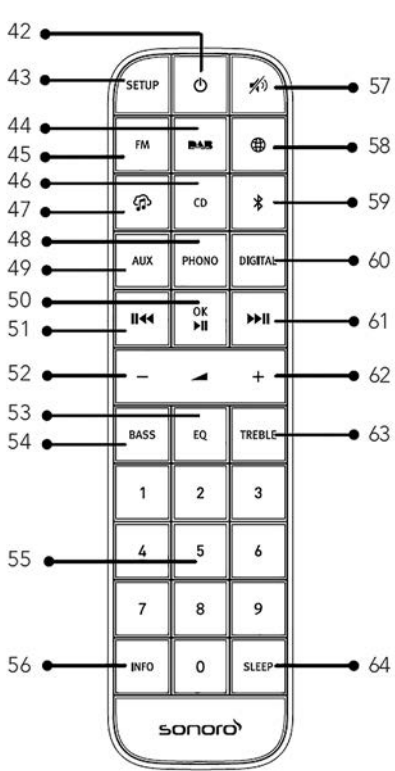 42
43 SETUP 57
44
45 FM DAB 58
46
47 CD 59
48
49 AUX PHONO DIGITAL 60
50 OK
51 61
52 − + 62
53
54 BASS EQ TREBLE 63
1 2 3
55 4 5 6
7 8 9
56 INFO 0 SLEEP 64
sonoro